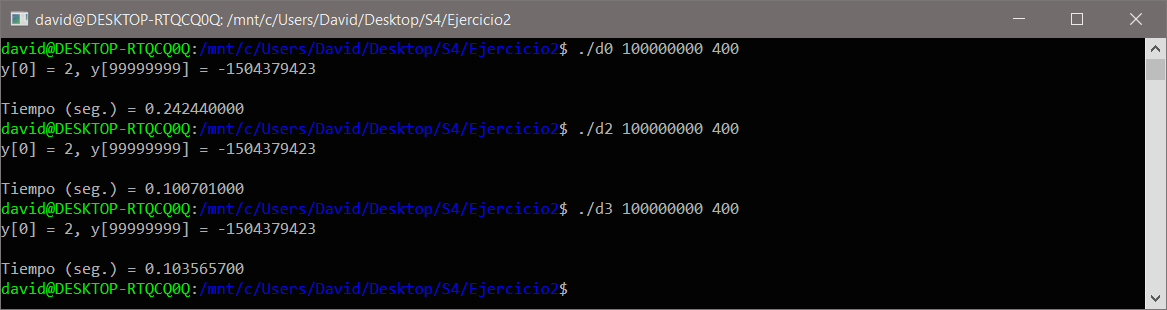 david@DESKTOP-RTQCQ0Q: /mnt/c/Users/David/Desktop/S4/Ejercicio2
david@DESKTOP-RTQCQ0Q:/mnt/c/Users/David/Desktop/S4/Ejercicio2$ ./d0 100000000 400
y[0] = 2, y[99999999] = -1504379423
Tiempo (seg.) = 0.242440000
david@DESKTOP-RTQCQ0Q:/mnt/c/Users/David/Desktop/S4/Ejercicio2$ ./d2 100000000 400
y[0] = 2, y[99999999] = -1504379423
Tiempo (seg.) = 0.100701000
david@DESKTOP-RTQCQ0Q:/mnt/c/Users/David/Desktop/S4/Ejercicio2$ ./d3 100000000 400
y[0] = 2, y[99999999] = -1504379423
Tiempo (seg.) = 0.103565700
david@DESKTOP-RTQCQ0Q:/mnt/c/Users/David/Desktop/S4/Ejercicio2$